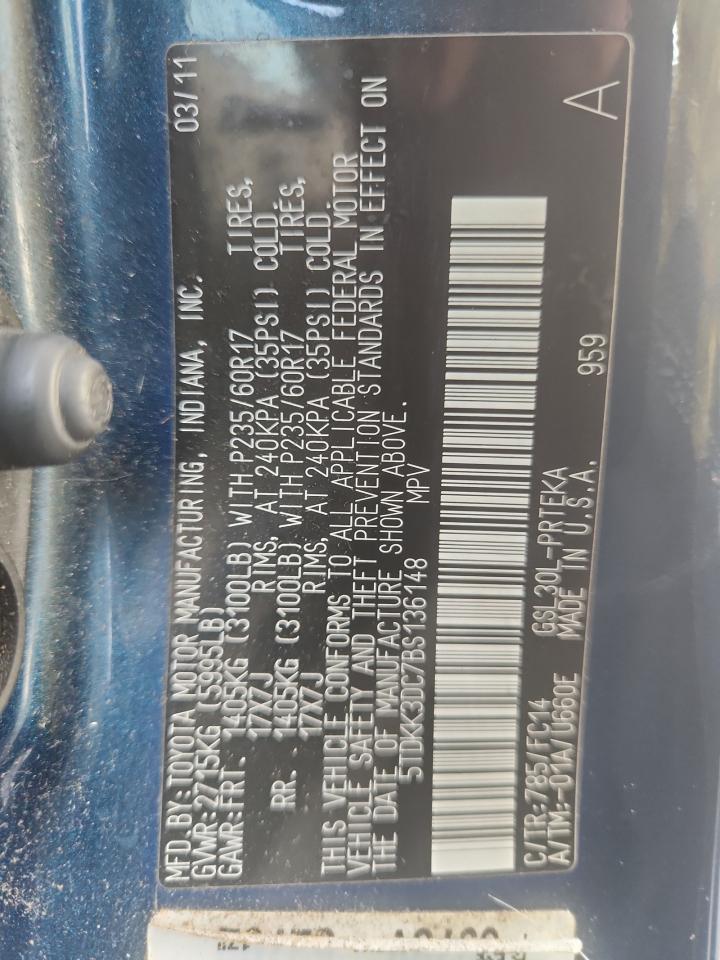 MFD.BY:TOYOTA MOTOR MANUFACTURING, INDIANA, INC. 03/11
GVWR:2715KG (5995LB)
GAWR:FRT. 1405KG (3100LB) WITH P235/60R17 TIRES,
17X7J RIMS, AT 240KPA (35PSI) COLD.
RR. 1405KG (3100LB) WITH P235/60R17 TIRES,
17X7J RIMS, AT 240KPA (35PSI) COLD.
THIS VEHICLE CONFORMS TO ALL APPLICABLE FEDERAL MOTOR
VEHICLE SAFETY AND THEFT PREVENTION STANDARDS IN EFFECT ON
THE DATE OF MANUFACTURE SHOWN ABOVE.
5TDKK3DC7BS136148 MPV
C/TR:785/FC14 GSL30L-PRTEKA 959
A/TM:-01A/U660E MADE IN U.S.A. A